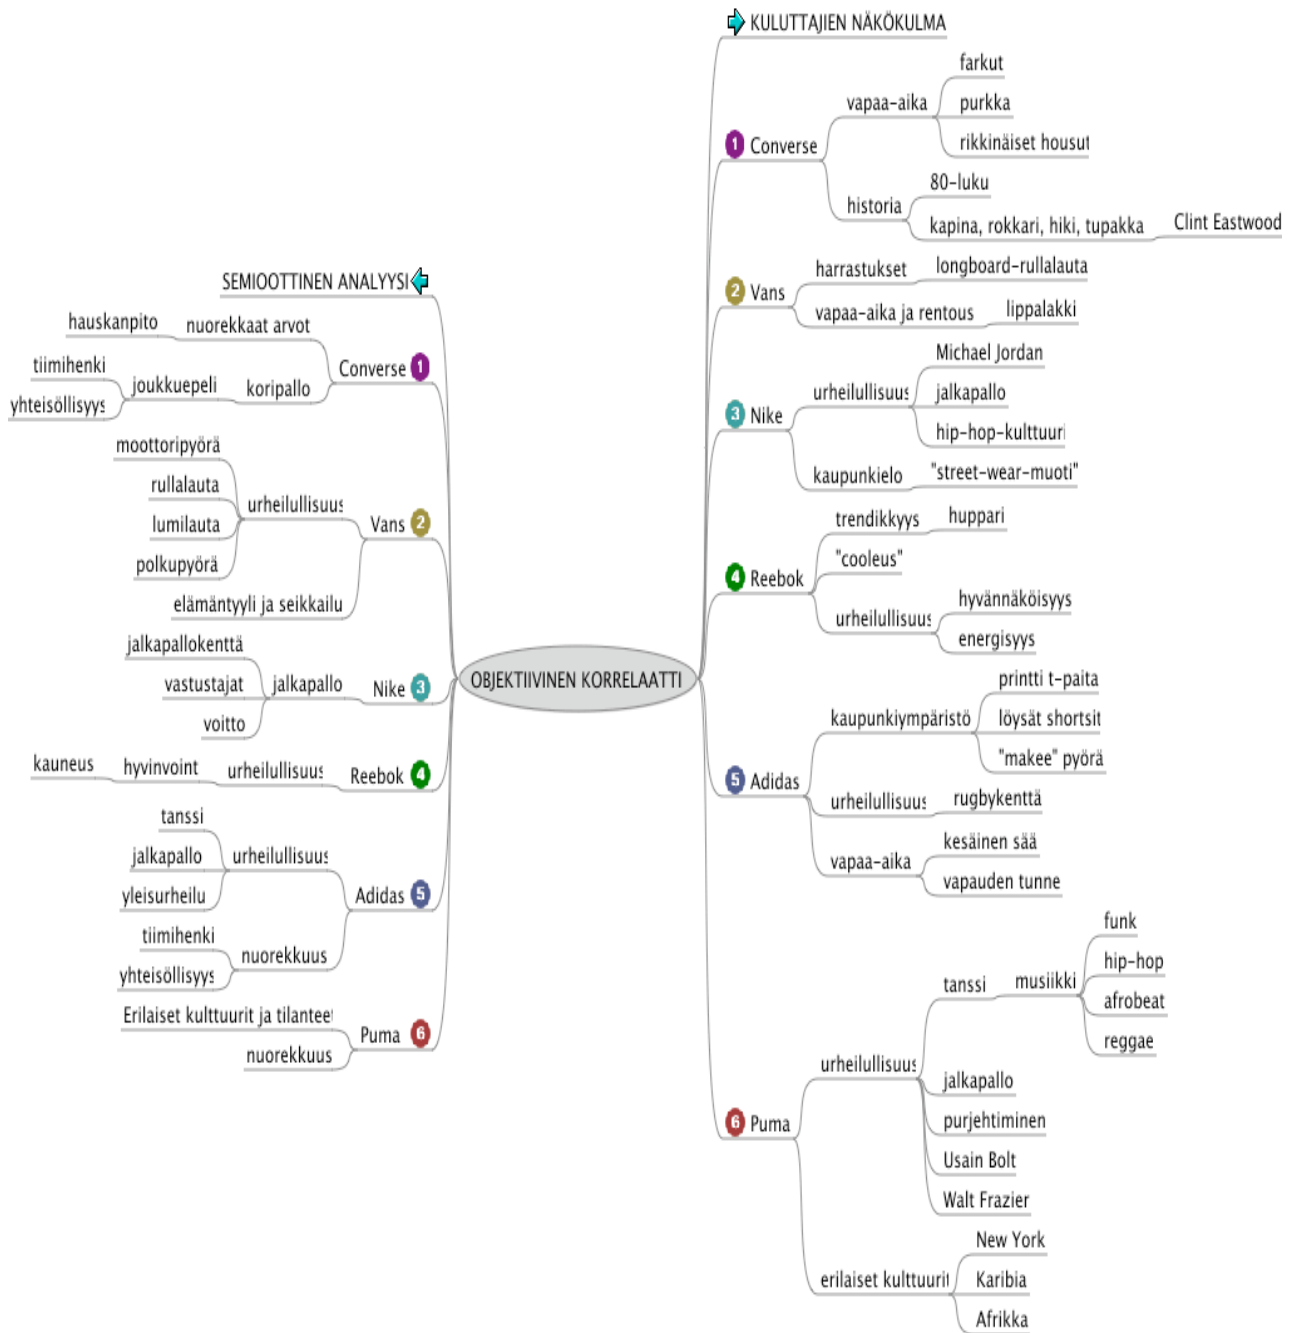 SEMIOOTTINEN ANALYYSI
1 Converse
nuorekkaat arvot
hauskanpito
koripallo
joukkuepeli
tiimihenki
yhteisöllisyys
2 Vans
urheilullisuus
moottoripyörä
rullalauta
lumilauta
polkupyörä
elämäntyyli ja seikkailu
3 Nike
jalkapallo
jalkapallokenttä
vastustajat
voitto
4 Reebok
urheilullisuus
hyvinvoint
kauneus
5 Adidas
urheilullisuus
tanssi
jalkapallo
yleisurheilu
nuorekkuus
tiimihenki
yhteisöllisyys
6 Puma
Erilaiset kulttuurit ja tilanteet
nuorekkuus
OBJEKTIIVINEN KORRELAATTI
KULUTTAJIEN NÄKÖKULMA
1 Converse
vapaa-aika
farkut
purkka
rikkinäiset housut
historia
80-luku
kapina, rokkari, hiki, tupakka
Clint Eastwood
2 Vans
harrastukset
longboard-rullalauta
vapaa-aika ja rentous
lippalakki
3 Nike
urheilullisuus
Michael Jordan
jalkapallo
hip-hop-kulttuuri
kaupunkielo
"street-wear-muoti"
4 Reebok
trendikkyys
huppari
"cooleus"
urheilullisuus
hyvännäköisyys
energisyys
5 Adidas
kaupunkiympäristö
printti t-paita
löysät shortsit
"makee" pyörä
urheilullisuus
rugbykenttä
vapaa-aika
kesäinen sää
vapauden tunne
6 Puma
urheilullisuus
tanssi
musiikki
funk
hip-hop
afrobeat
reggae
jalkapallo
purjehtiminen
Usain Bolt
Walt Frazier
erilaiset kulttuurit
New York
Karibia
Afrikka